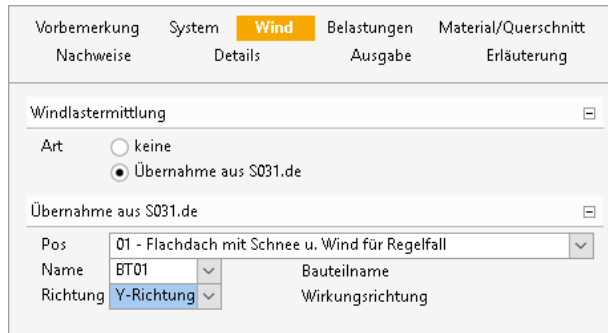 Vorbemerkung System Wind Belastungen Material/Querschnitt
Nachweise Details Ausgabe Erläuterung
Windlastermittlung
Art keine
Übernahme aus S031.de
Übernahme aus S031.de
Pos 01 - Flachdach mit Schnee u. Wind für Regelfall
Name BT01 Bauteilname
Richtung Y-Richtung Wirkungsrichtung